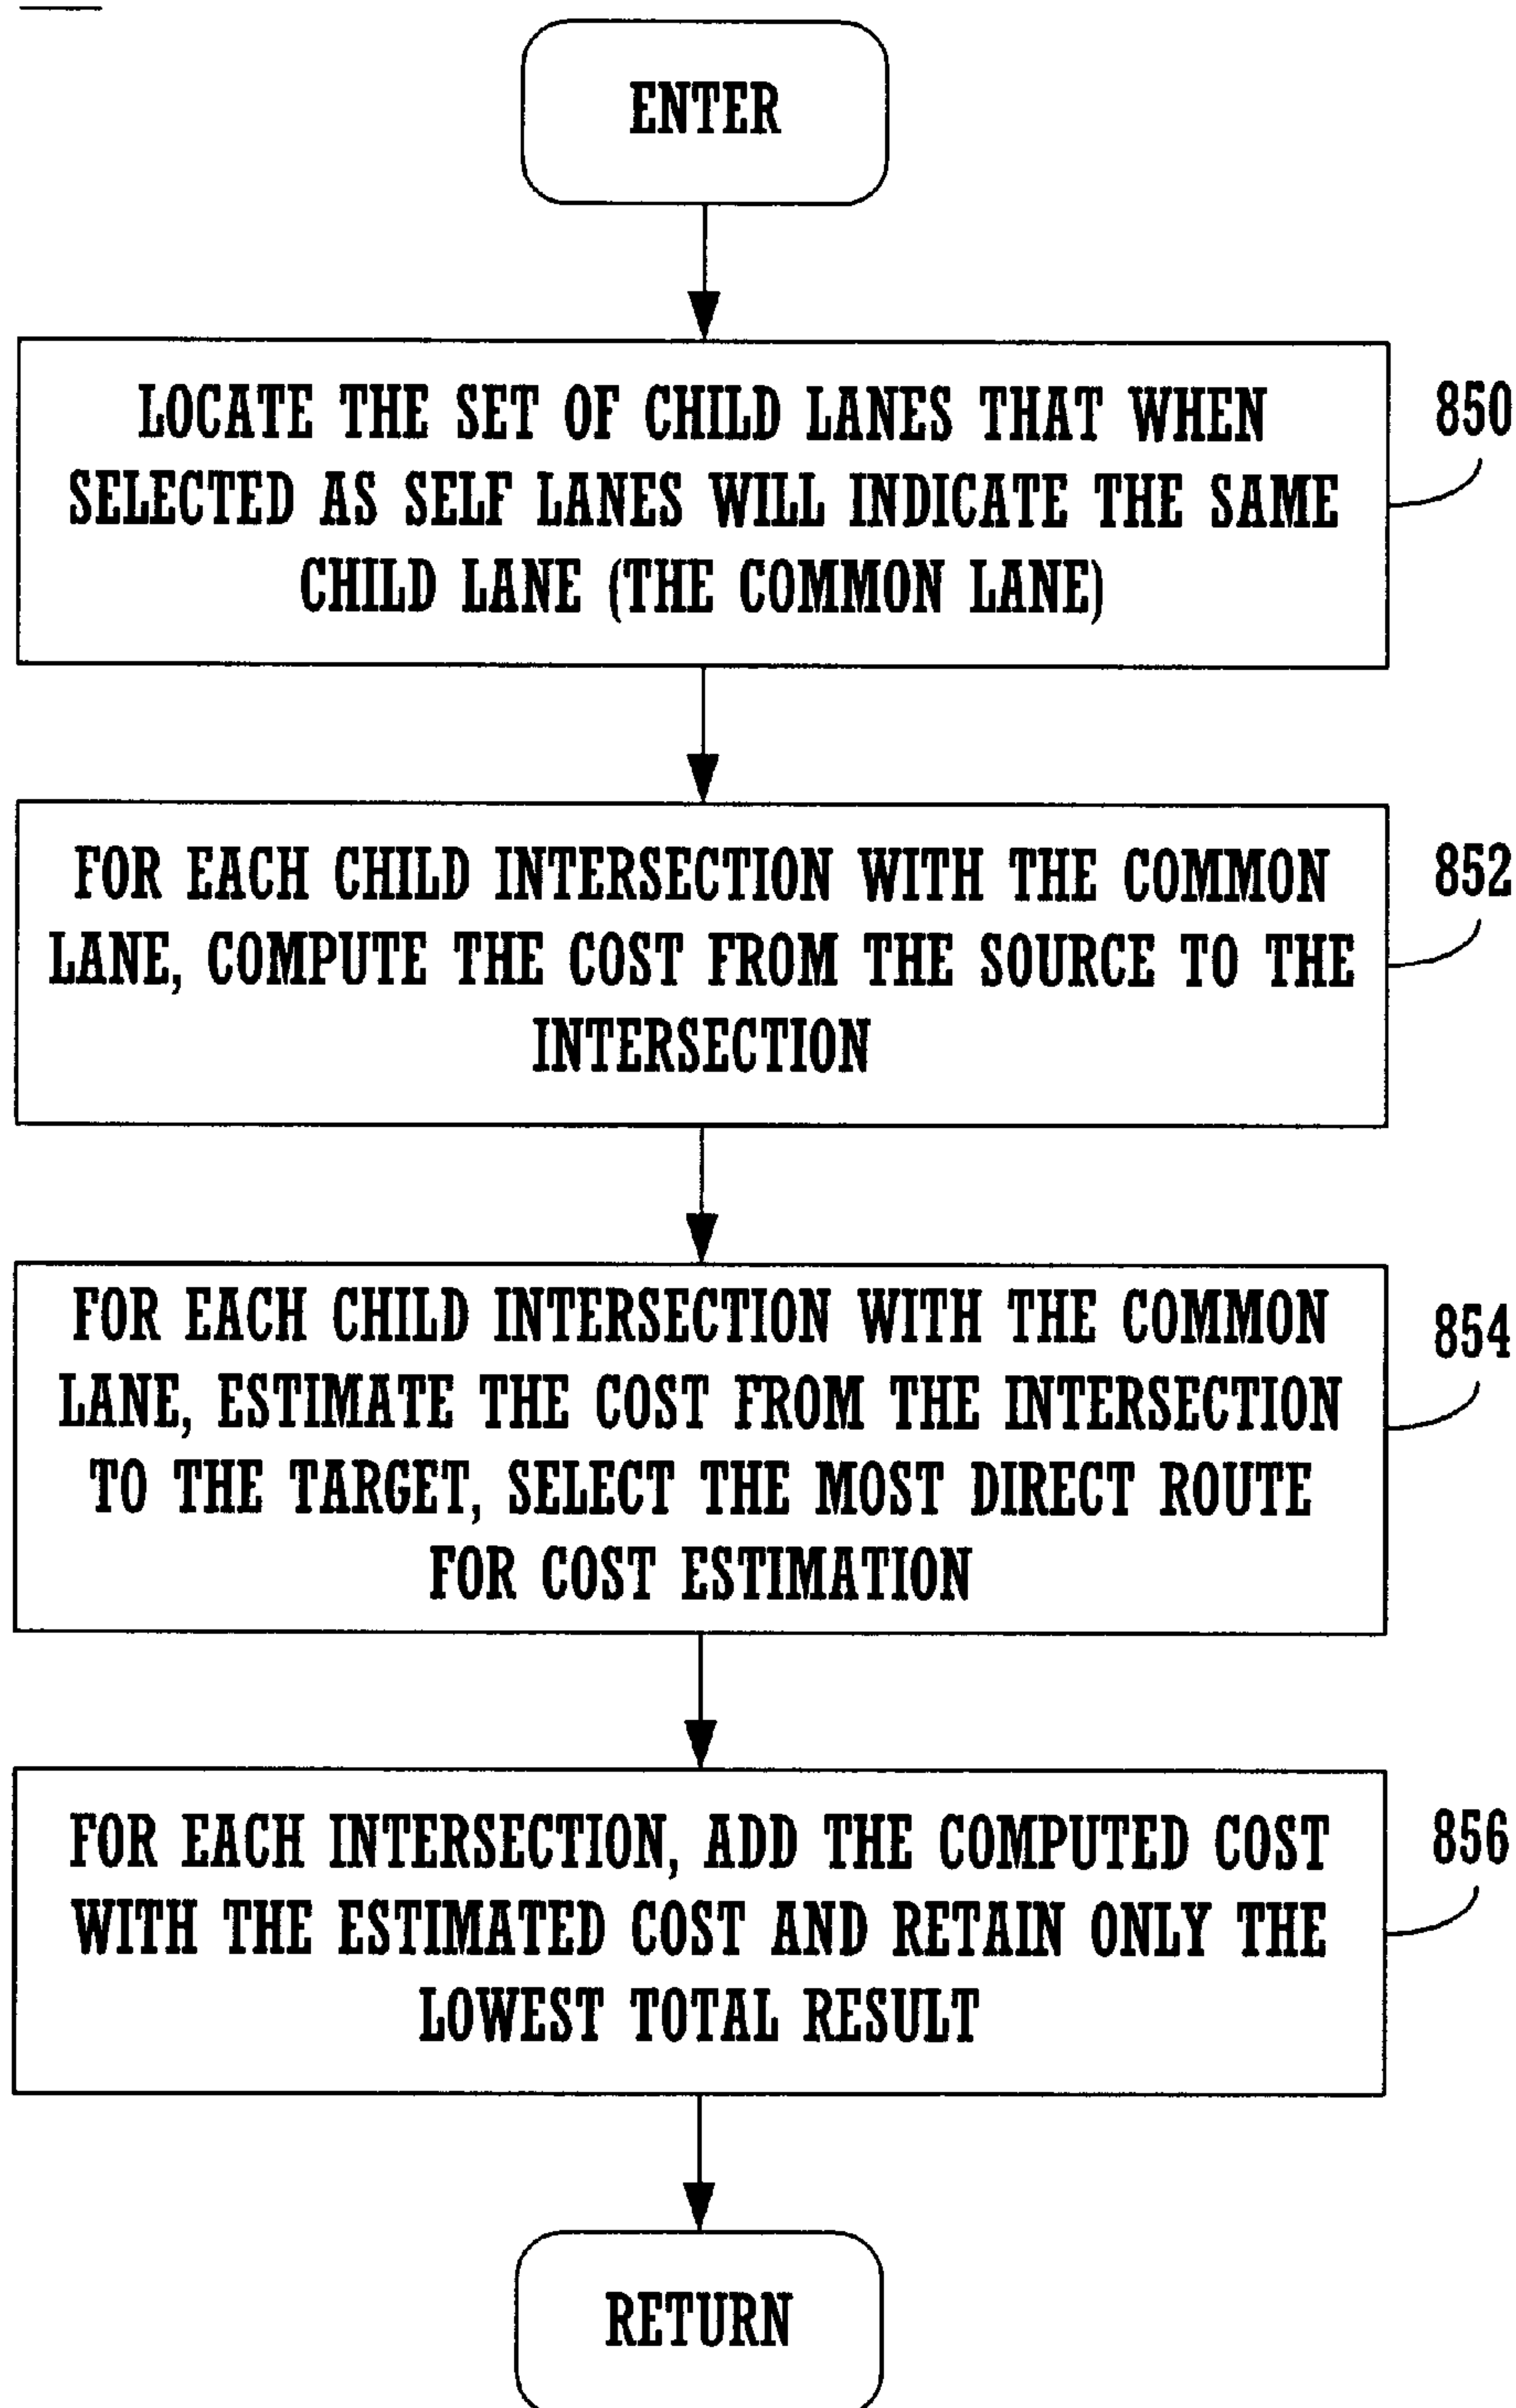 ENTER
LOCATE THE SET OF CHILD LANES THAT WHEN
SELECTED AS SELF LANES WILL INDICATE THE SAME
CHILD LANE (THE COMMON LANE)
850
FOR EACH CHILD INTERSECTION WITH THE COMMON
LANE, COMPUTE THE COST FROM THE SOURCE TO THE
INTERSECTION
852
FOR EACH CHILD INTERSECTION WITH THE COMMON
LANE, ESTIMATE THE COST FROM THE INTERSECTION
TO THE TARGET, SELECT THE MOST DIRECT ROUTE
FOR COST ESTIMATION
854
FOR EACH INTERSECTION, ADD THE COMPUTED COST
WITH THE ESTIMATED COST AND RETAIN ONLY THE
LOWEST TOTAL RESULT
856
RETURN